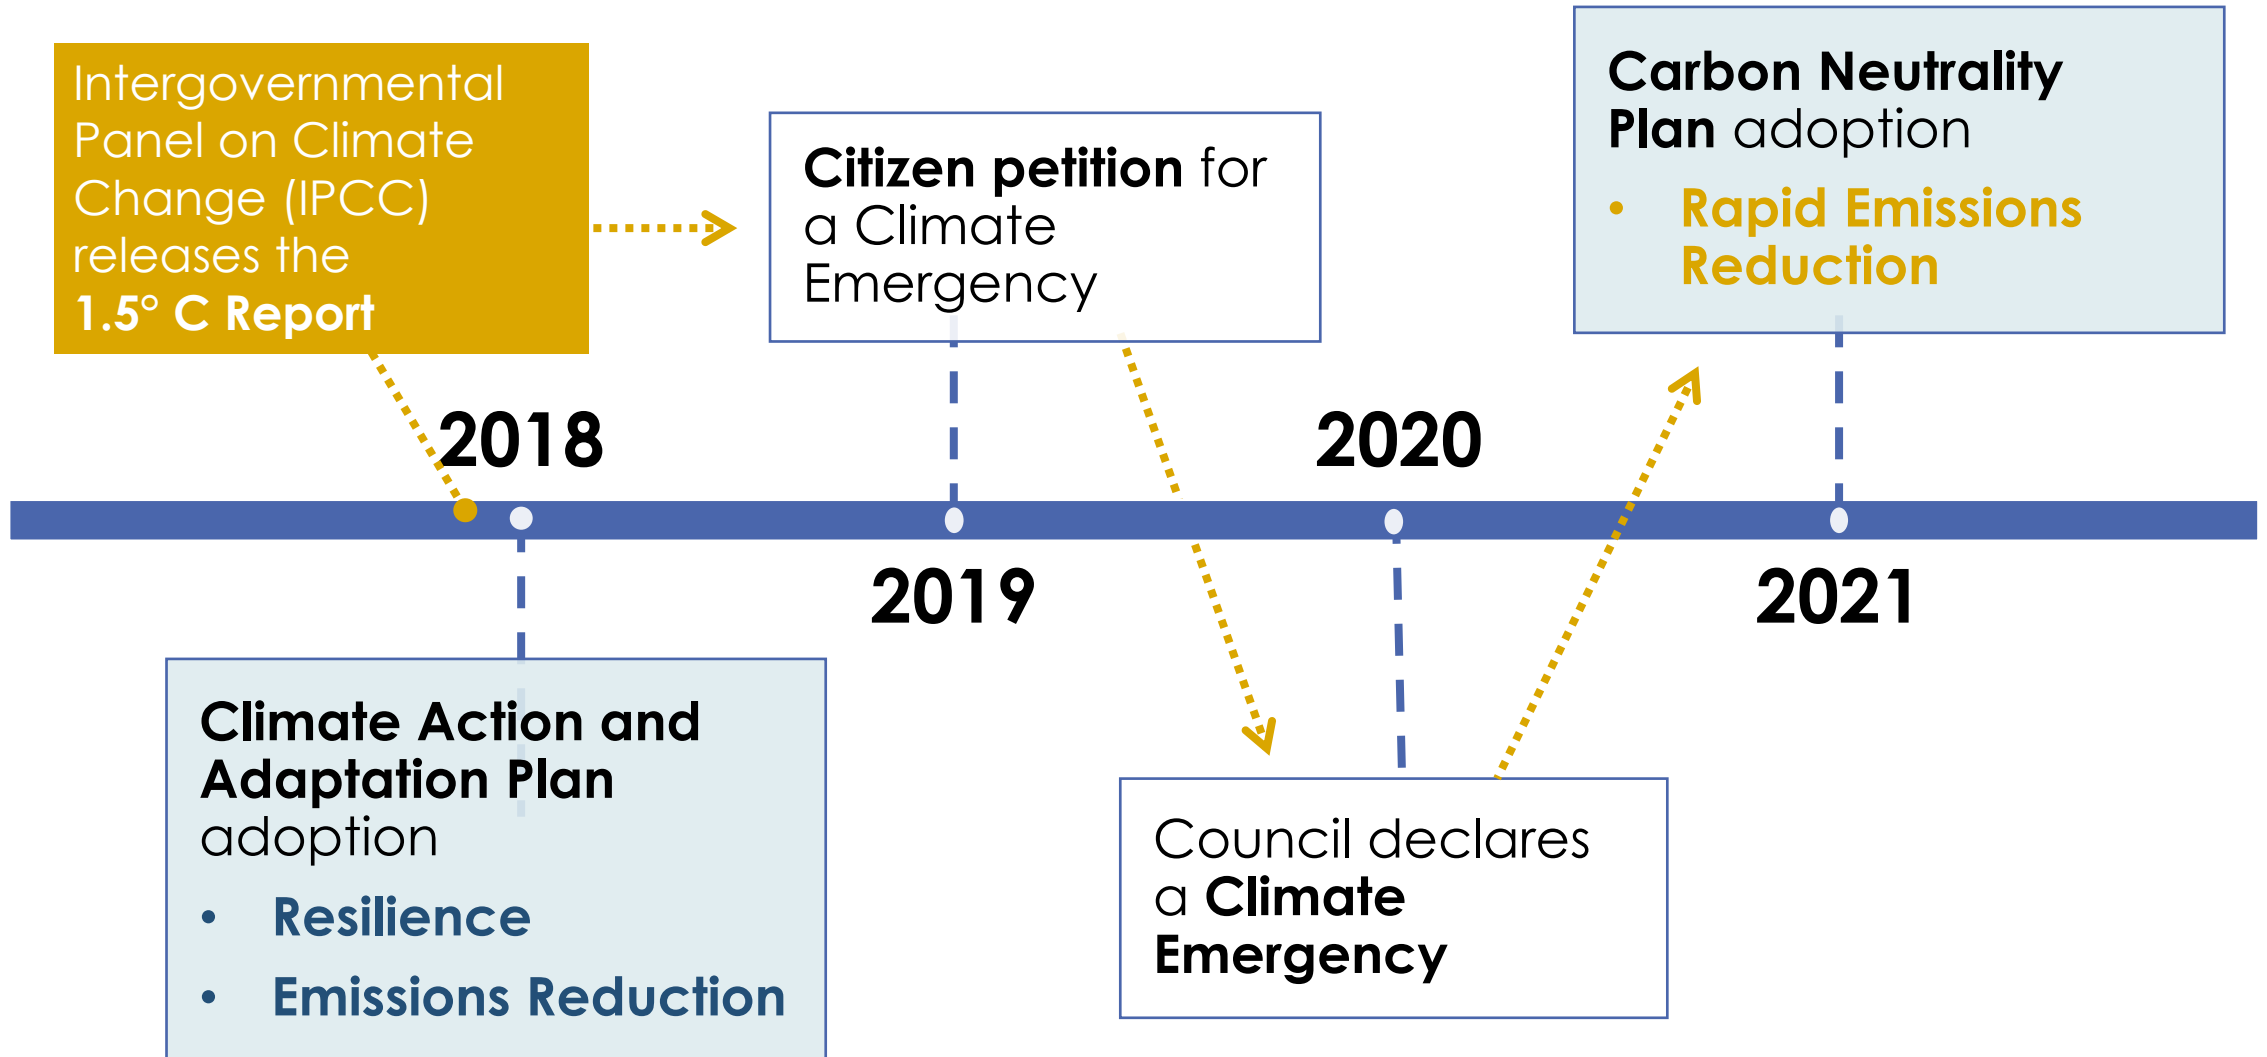 Intergovernmental
Panel on Climate
Change (IPCC)
releases the
1.5° C Report
Citizen petition for
a Climate
Emergency
Carbon Neutrality
Plan adoption
• Rapid Emissions
Reduction
2018
2020
2019
2021
Climate Action and
Adaptation Plan
adoption
• Resilience
• Emissions Reduction
Council declares
a Climate
Emergency